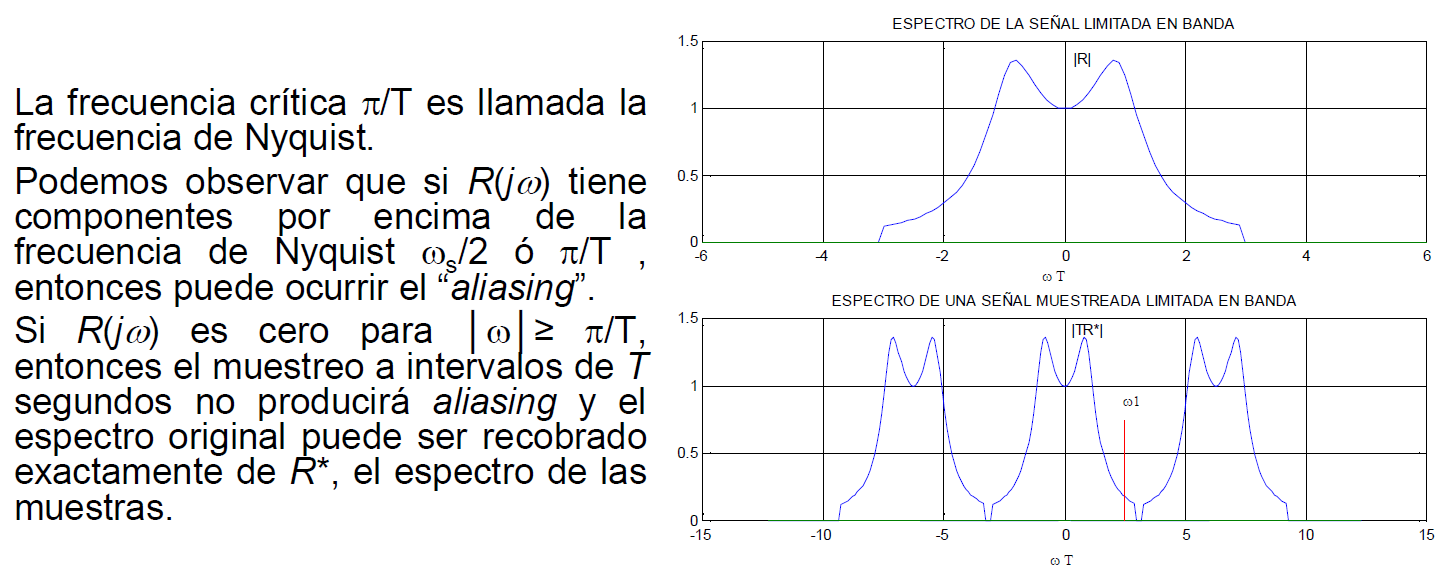 La frecuencia crítica π/T es llamada la
frecuencia de Nyquist.
Podemos observar que si R(jω) tiene
componentes por encima de la
frecuencia de Nyquist ωs/2 ó π/T ,
entonces puede ocurrir el “aliasing”.
Si R(jω) es cero para |ω|≥ π/T,
entonces el muestreo a intervalos de T
segundos no producirá aliasing y el
espectro original puede ser recobrado
exactamente de R*, el espectro de las
muestras.
ESPECTRO DE LA SEÑAL LIMITADA EN BANDA
1.5
|R|
1
0.5
0
-6 -4 -2 0 2 4 6
ω T
ESPECTRO DE UNA SEÑAL MUESTREADA LIMITADA EN BANDA
1.5
|TR*|
1
ω1
0.5
0
-15 -10 -5 0 5 10 15
ω T